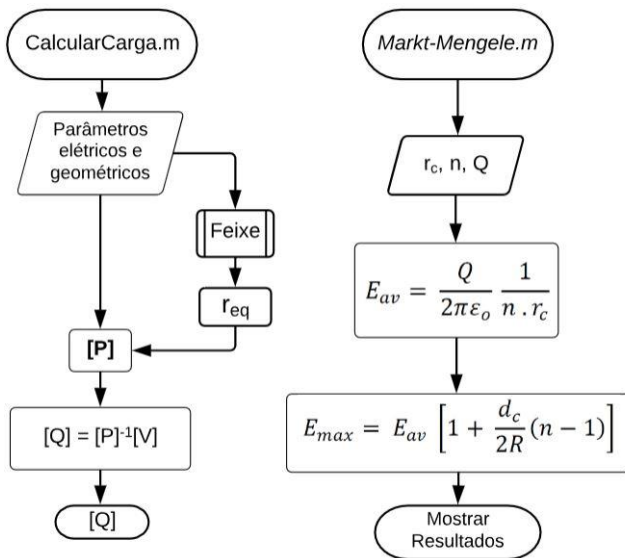 CalcularCarga.m
Parâmetros
elétricos e
geométricos
Feixe
r_eq
[P]
[Q] = [P]⁻¹[V]
[Q]
Markt-Mengele.m
r_c, n, Q
E_av = Q / 2πε_o 1 / n . r_c
E_max = E_av [1 + d_c / 2R (n − 1)]
Mostrar
Resultados